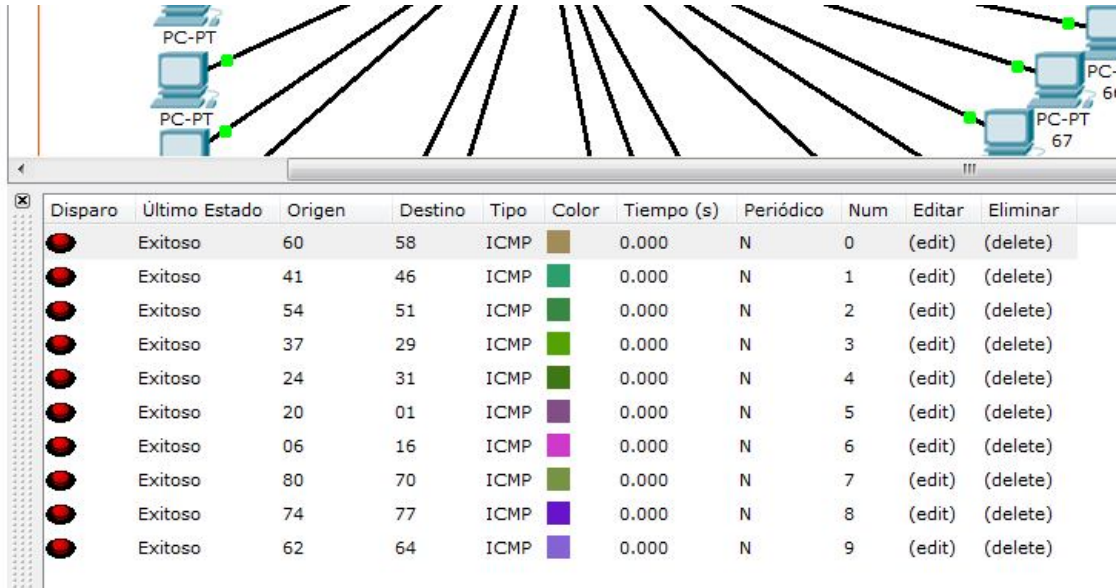 PC-PT
PC-PT
PC-
66
PC-PT
67
Disparo Último Estado Origen Destino Tipo Color Tiempo (s) Periódico Num Editar Eliminar
Exitoso 60 58 ICMP 0.000 N 0 (edit) (delete)
Exitoso 41 46 ICMP 0.000 N 1 (edit) (delete)
Exitoso 54 51 ICMP 0.000 N 2 (edit) (delete)
Exitoso 37 29 ICMP 0.000 N 3 (edit) (delete)
Exitoso 24 31 ICMP 0.000 N 4 (edit) (delete)
Exitoso 20 01 ICMP 0.000 N 5 (edit) (delete)
Exitoso 06 16 ICMP 0.000 N 6 (edit) (delete)
Exitoso 80 70 ICMP 0.000 N 7 (edit) (delete)
Exitoso 74 77 ICMP 0.000 N 8 (edit) (delete)
Exitoso 62 64 ICMP 0.000 N 9 (edit) (delete)